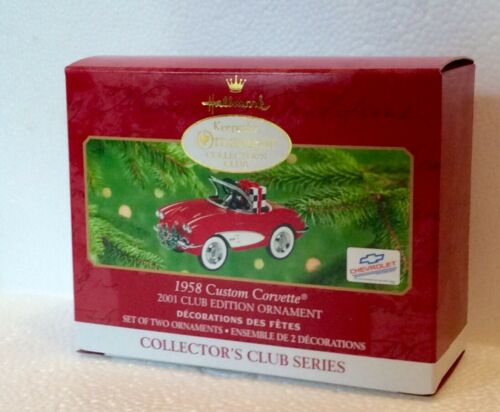 Hallmark
Keepsake
Ornament
COLLECTOR'S
CLUB
CHEVROLET
1958 Custom Corvette®
2001 CLUB EDITION ORNAMENT
DÉCORATIONS DES FÊTES
SET OF TWO ORNAMENTS • ENSEMBLE DE 2 DÉCORATIONS
COLLECTOR'S CLUB SERIES